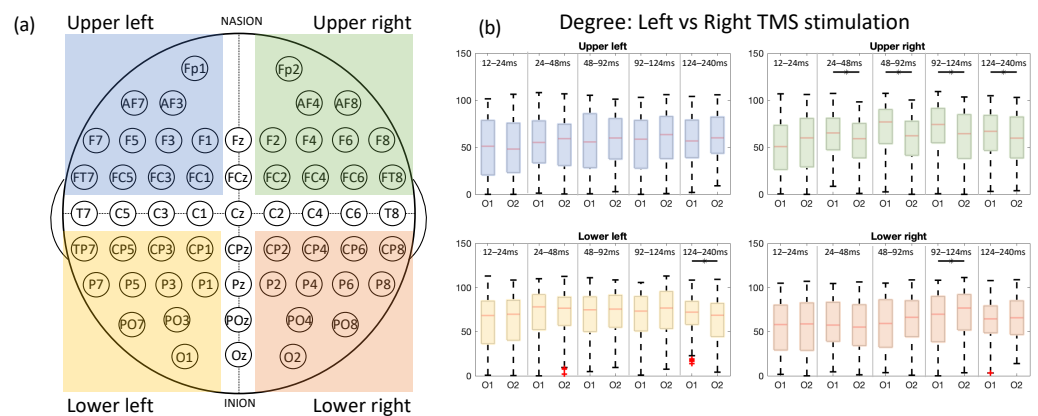 (a)
Upper left
NASION
Upper right
Fp1 Fp2
AF7 AF3 AF4 AF8
F7 F5 F3 F1 Fz F2 F4 F6 F8
FT7 FC5 FC3 FC1 FCz FC2 FC4 FC6 FT8
T7 C5 C3 C1 Cz C2 C4 C6 T8
TP7 CP5 CP3 CP1 CPz CP2 CP4 CP6 CP8
P7 P5 P3 P1 Pz P2 P4 P6 P8
PO7 PO3 POz PO4 PO8
O1 Oz O2
Lower left
INION
Lower right
(b)
Degree: Left vs Right TMS stimulation
Upper left
150
100
50
0
12–24ms 24–48ms 48–92ms 92–124ms 124–240ms
O1 O2 O1 O2 O1 O2 O1 O2 O1 O2
Upper right
150
100
50
0
12–24ms 24–48ms 48–92ms 92–124ms 124–240ms
O1 O2 O1 O2 O1 O2 O1 O2 O1 O2
Lower left
150
100
50
0
12–24ms 24–48ms 48–92ms 92–124ms 124–240ms
O1 O2 O1 O2 O1 O2 O1 O2 O1 O2
Lower right
150
100
50
0
12–24ms 24–48ms 48–92ms 92–124ms 124–240ms
O1 O2 O1 O2 O1 O2 O1 O2 O1 O2